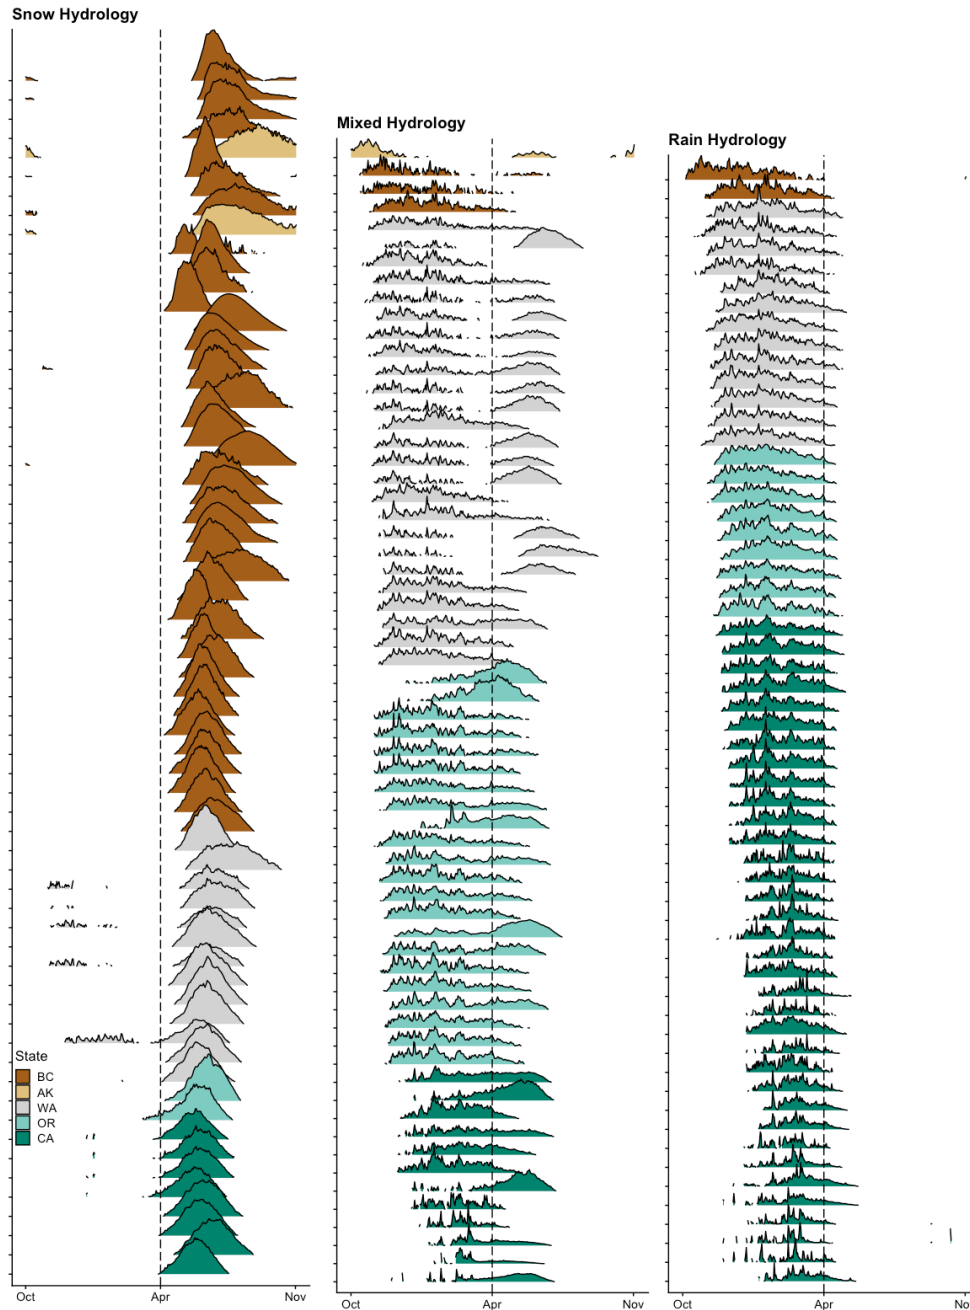 Snow Hydrology
Mixed Hydrology
Rain Hydrology
State
BC
AK
WA
OR
CA
Oct
Apr
Nov
Oct
Apr
Nov
Oct
Apr
No